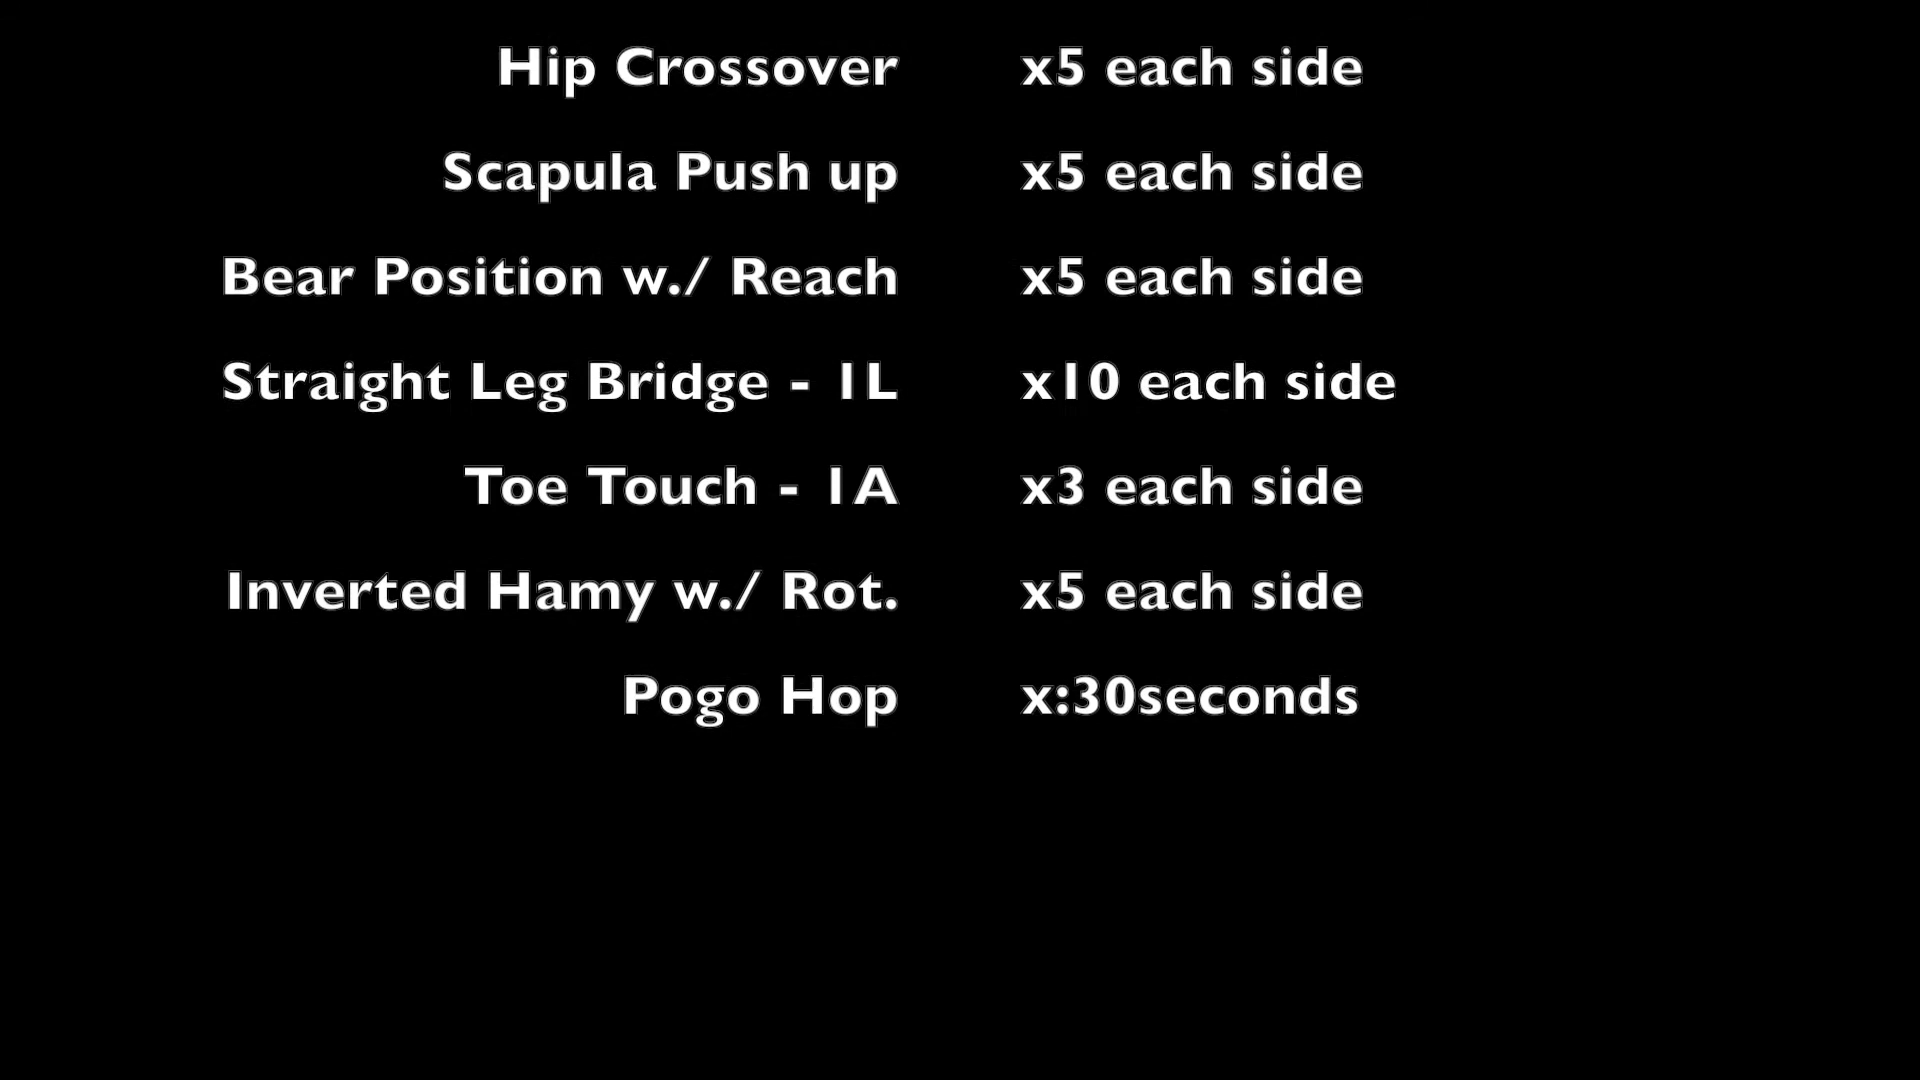 Hip Crossover x5 each side
Scapula Push up x5 each side
Bear Position w./ Reach x5 each side
Straight Leg Bridge - 1L x10 each side
Toe Touch - 1A x3 each side
Inverted Hamy w./ Rot. x5 each side
Pogo Hop x:30seconds